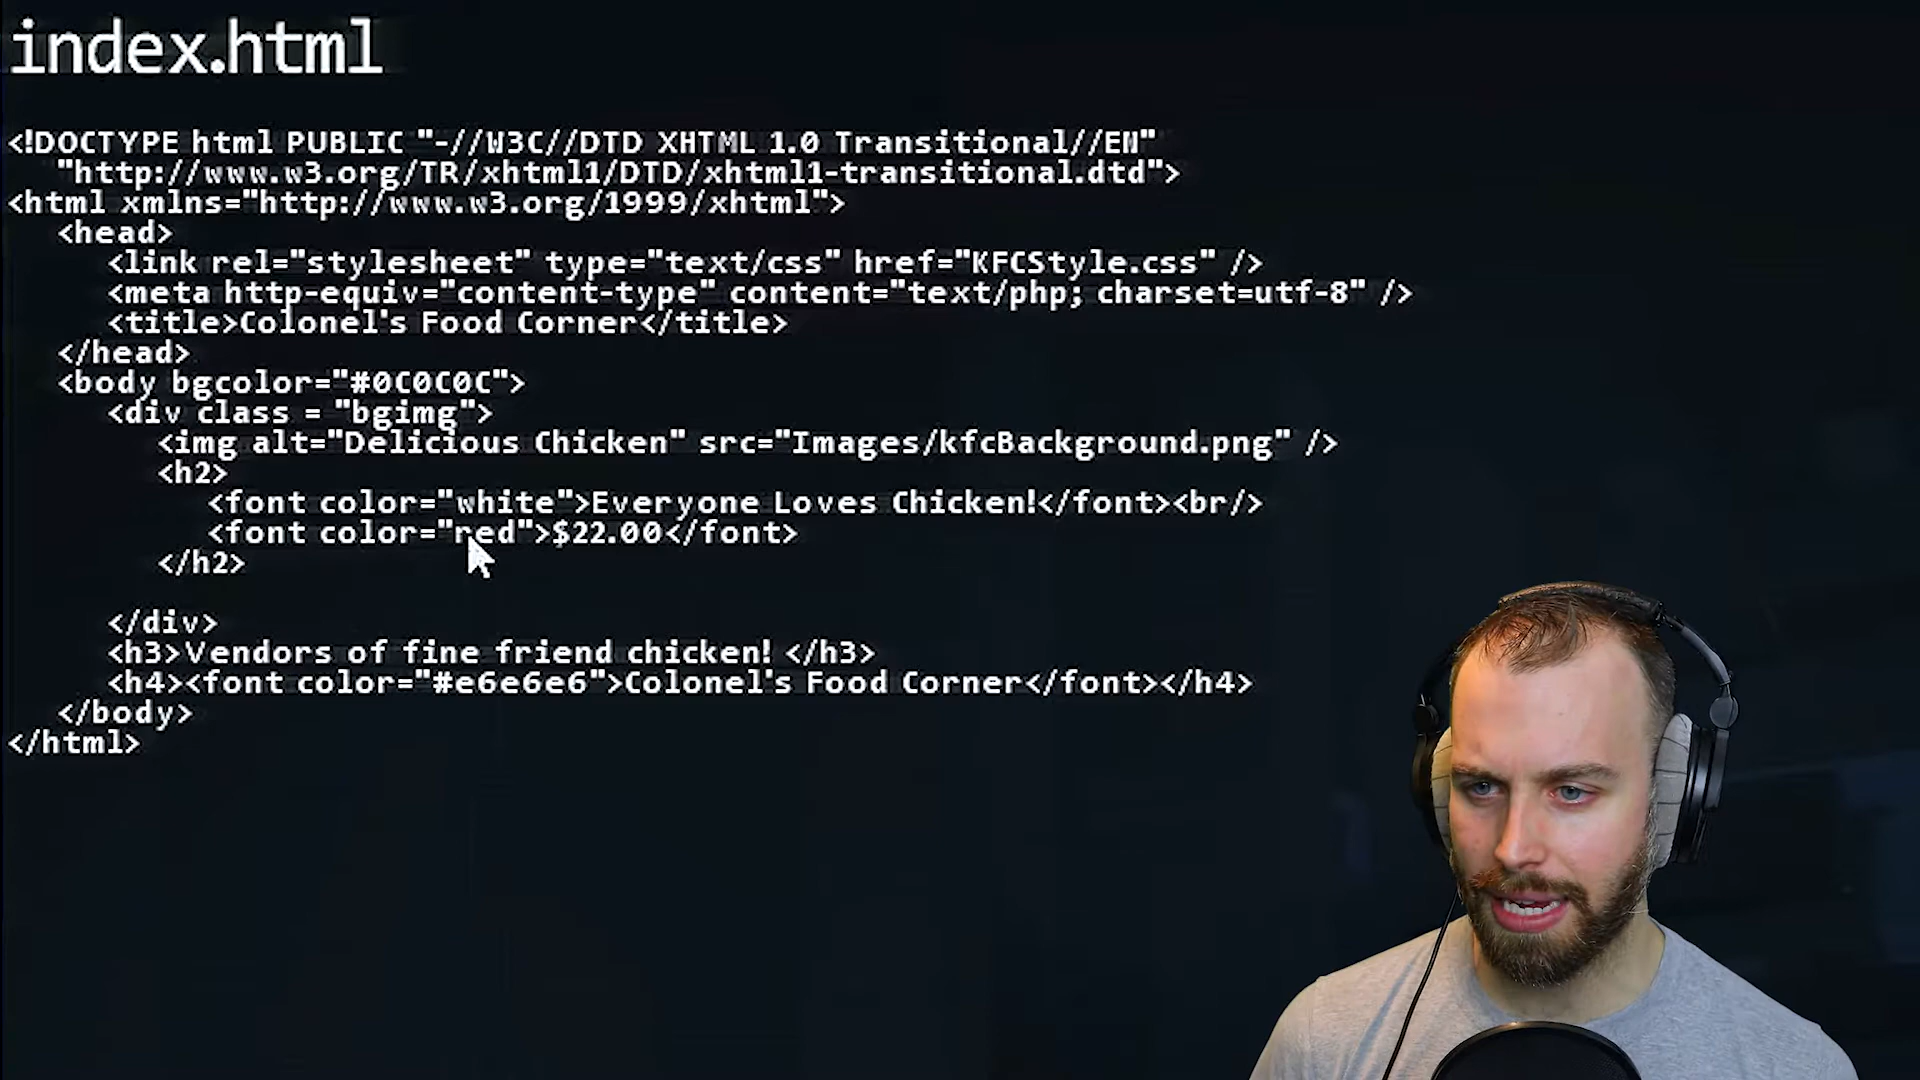 index.html
<!DOCTYPE html PUBLIC "-//W3C//DTD XHTML 1.0 Transitional//EN"
"http://www.w3.org/TR/xhtml1/DTD/xhtml1-transitional.dtd">
<html xmlns="http://www.w3.org/1999/xhtml">
<head>
<link rel="stylesheet" type="text/css" href="KFCStyle.css" />
<meta http-equiv="content-type" content="text/php; charset=utf-8" />
<title>Colonel's Food Corner</title>
</head>
<body bgcolor="#0C0C0C">
<div class = "bgimg">
<img alt="Delicious Chicken" src="Images/kfcBackground.png" />
<h2>
<font color="white">Everyone Loves Chicken!</font><br/>
<font color="red">$22.00</font>
</h2>
</div>
<h3>Vendors of fine friend chicken! </h3>
<h4><font color="#e6e6e6">Colonel's Food Corner</font></h4>
</body>
</html>